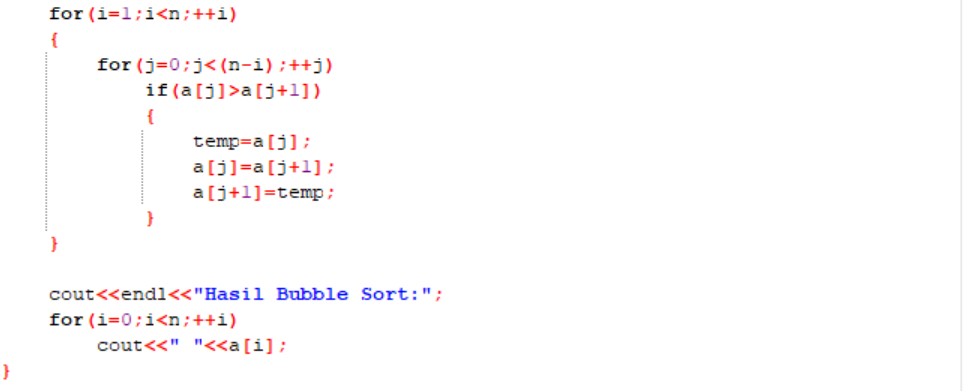 for(i=1;i<n;++i)
{
for(j=0;j<(n-i);++j)
if(a[j]>a[j+1])
{
temp=a[j];
a[j]=a[j+1];
a[j+1]=temp;
}
}
cout<<endl<<"Hasil Bubble Sort:";
for(i=0;i<n;++i)
cout<<" "<<a[i];
}